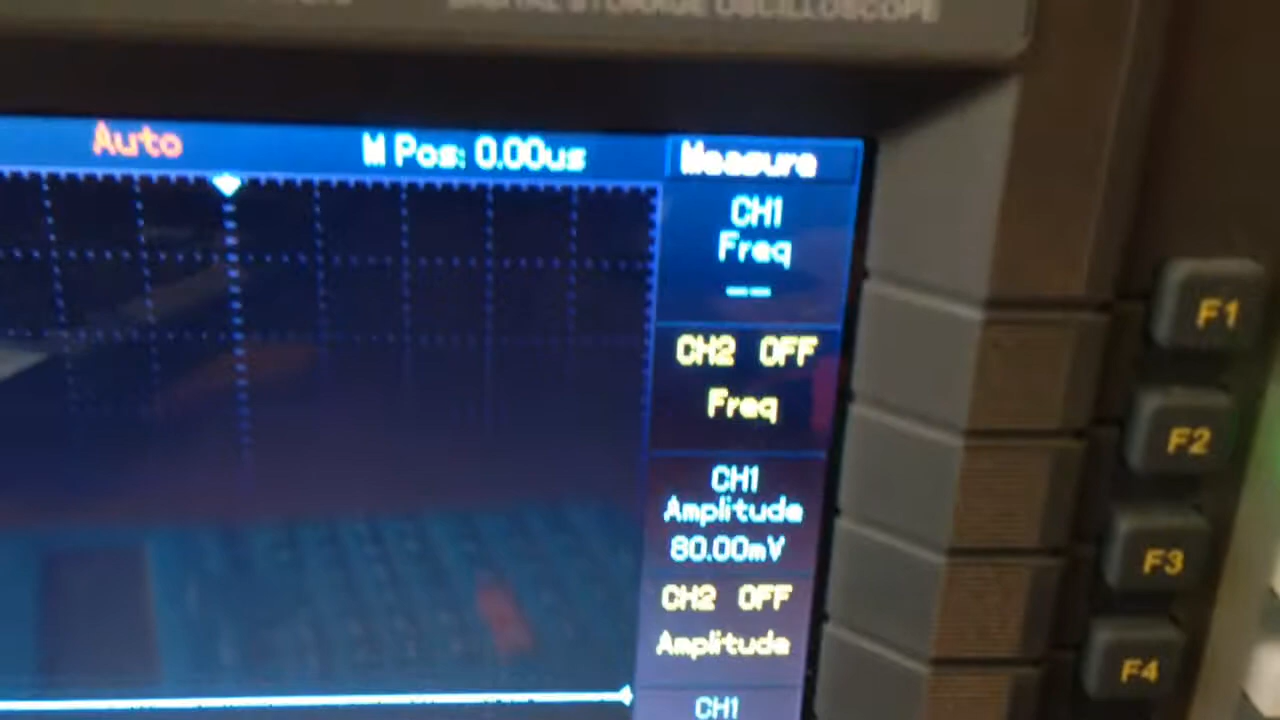 DIGITAL STORAGE OSCILLOSCOPE
Auto
M Pos: 0.00us
Measure
CH1
Freq
--
CH2 OFF
Freq
CH1
Amplitude
80.00mV
CH2 OFF
Amplitude
CH1
F1
F2
F3
F4